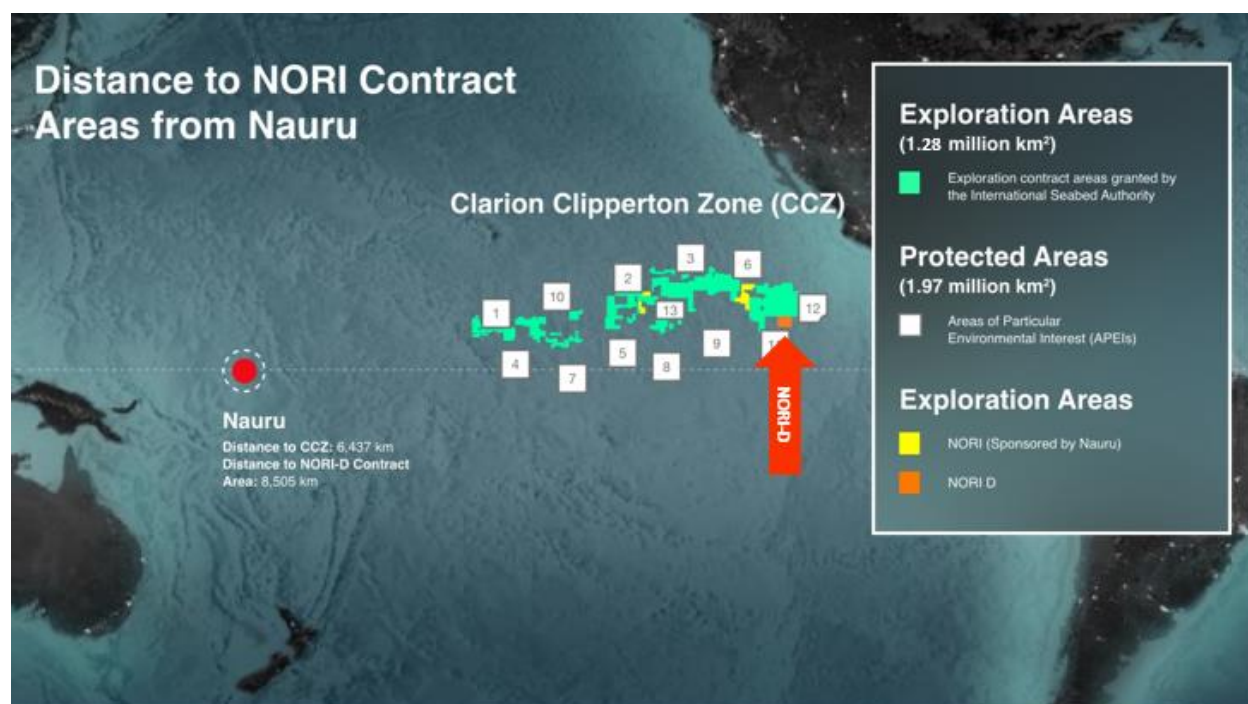 Distance to NORI Contract
Areas from Nauru
Clarion Clipperton Zone (CCZ)
1
10
2
3
6
13
12
4
7
5
8
9
NORI-D
Nauru
Distance to CCZ: 6,437 km
Distance to NORI-D Contract
Area: 8,505 km
Exploration Areas
(1.28 million km²)
Exploration contract areas granted by
the International Seabed Authority
Protected Areas
(1.97 million km²)
Areas of Particular
Environmental Interest (APEIs)
Exploration Areas
NORI (Sponsored by Nauru)
NORI D